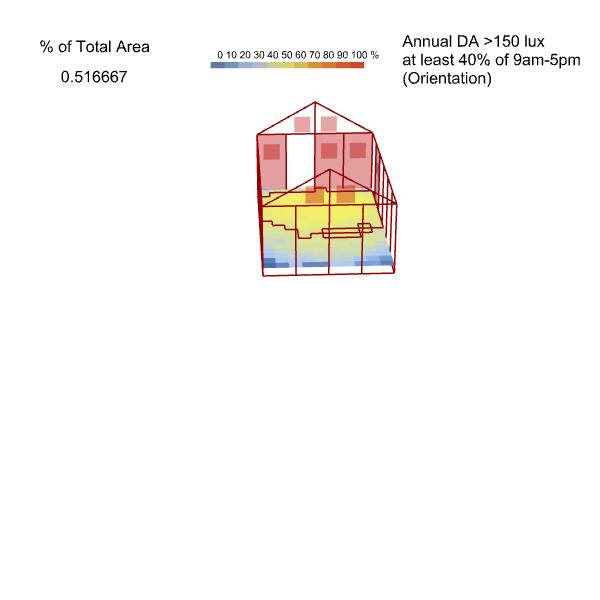 % of Total Area
0.516667
0 10 20 30 40 50 60 70 80 90 100 %
Annual DA >150 lux
at least 40% of 9am-5pm
(Orientation)